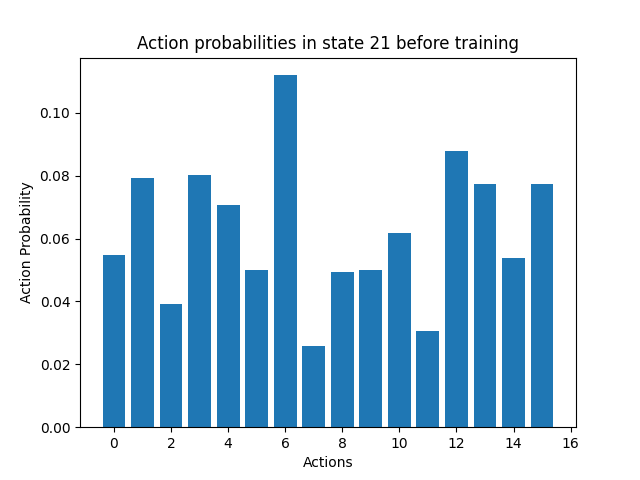 Action probabilities in state 21 before training
0.10
0.08
0.06
0.04
0.02
0.00
Action Probability
0 2 4 6 8 10 12 14 16
Actions